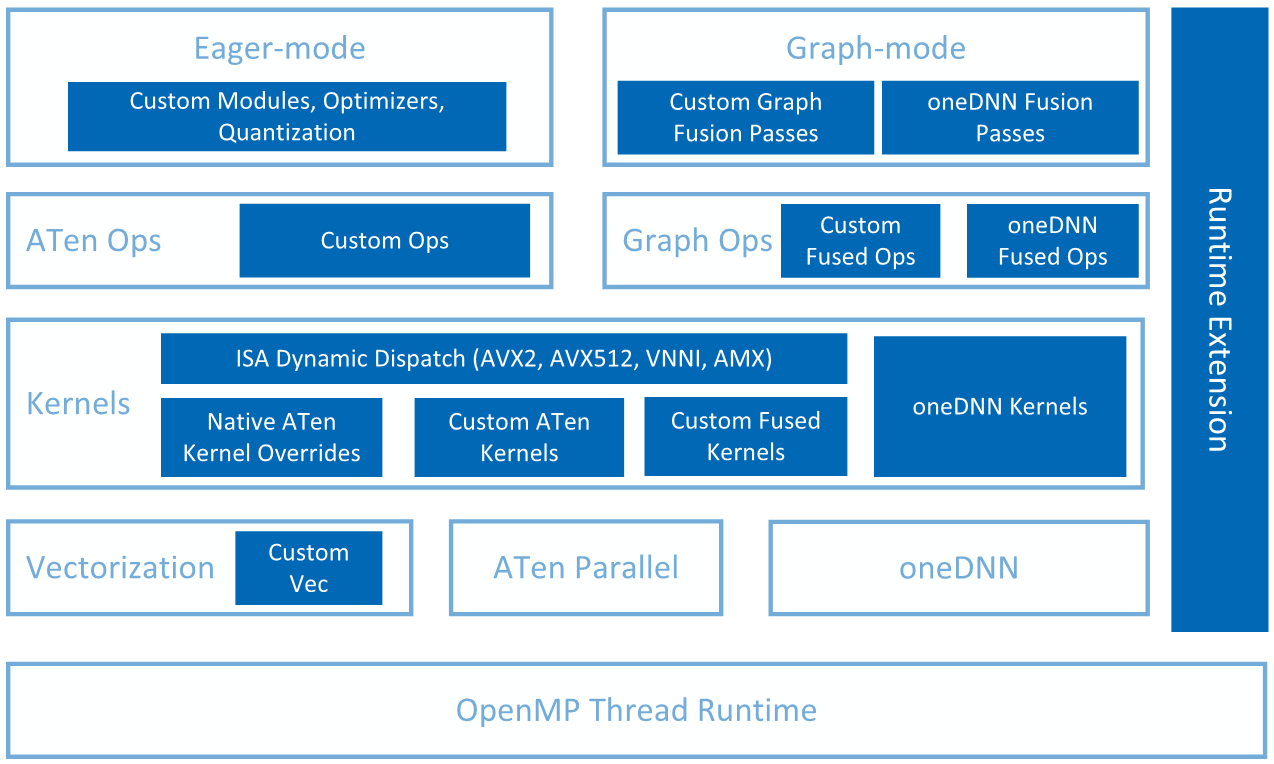 Eager-mode
Custom Modules, Optimizers,
Quantization
Graph-mode
Custom Graph
Fusion Passes
oneDNN Fusion
Passes
ATen Ops
Custom Ops
Graph Ops
Custom
Fused Ops
oneDNN
Fused Ops
Kernels
ISA Dynamic Dispatch (AVX2, AVX512, VNNI, AMX)
Native ATen
Kernel Overrides
Custom ATen
Kernels
Custom Fused
Kernels
oneDNN Kernels
Vectorization
Custom
Vec
ATen Parallel
oneDNN
Runtime Extension
OpenMP Thread Runtime